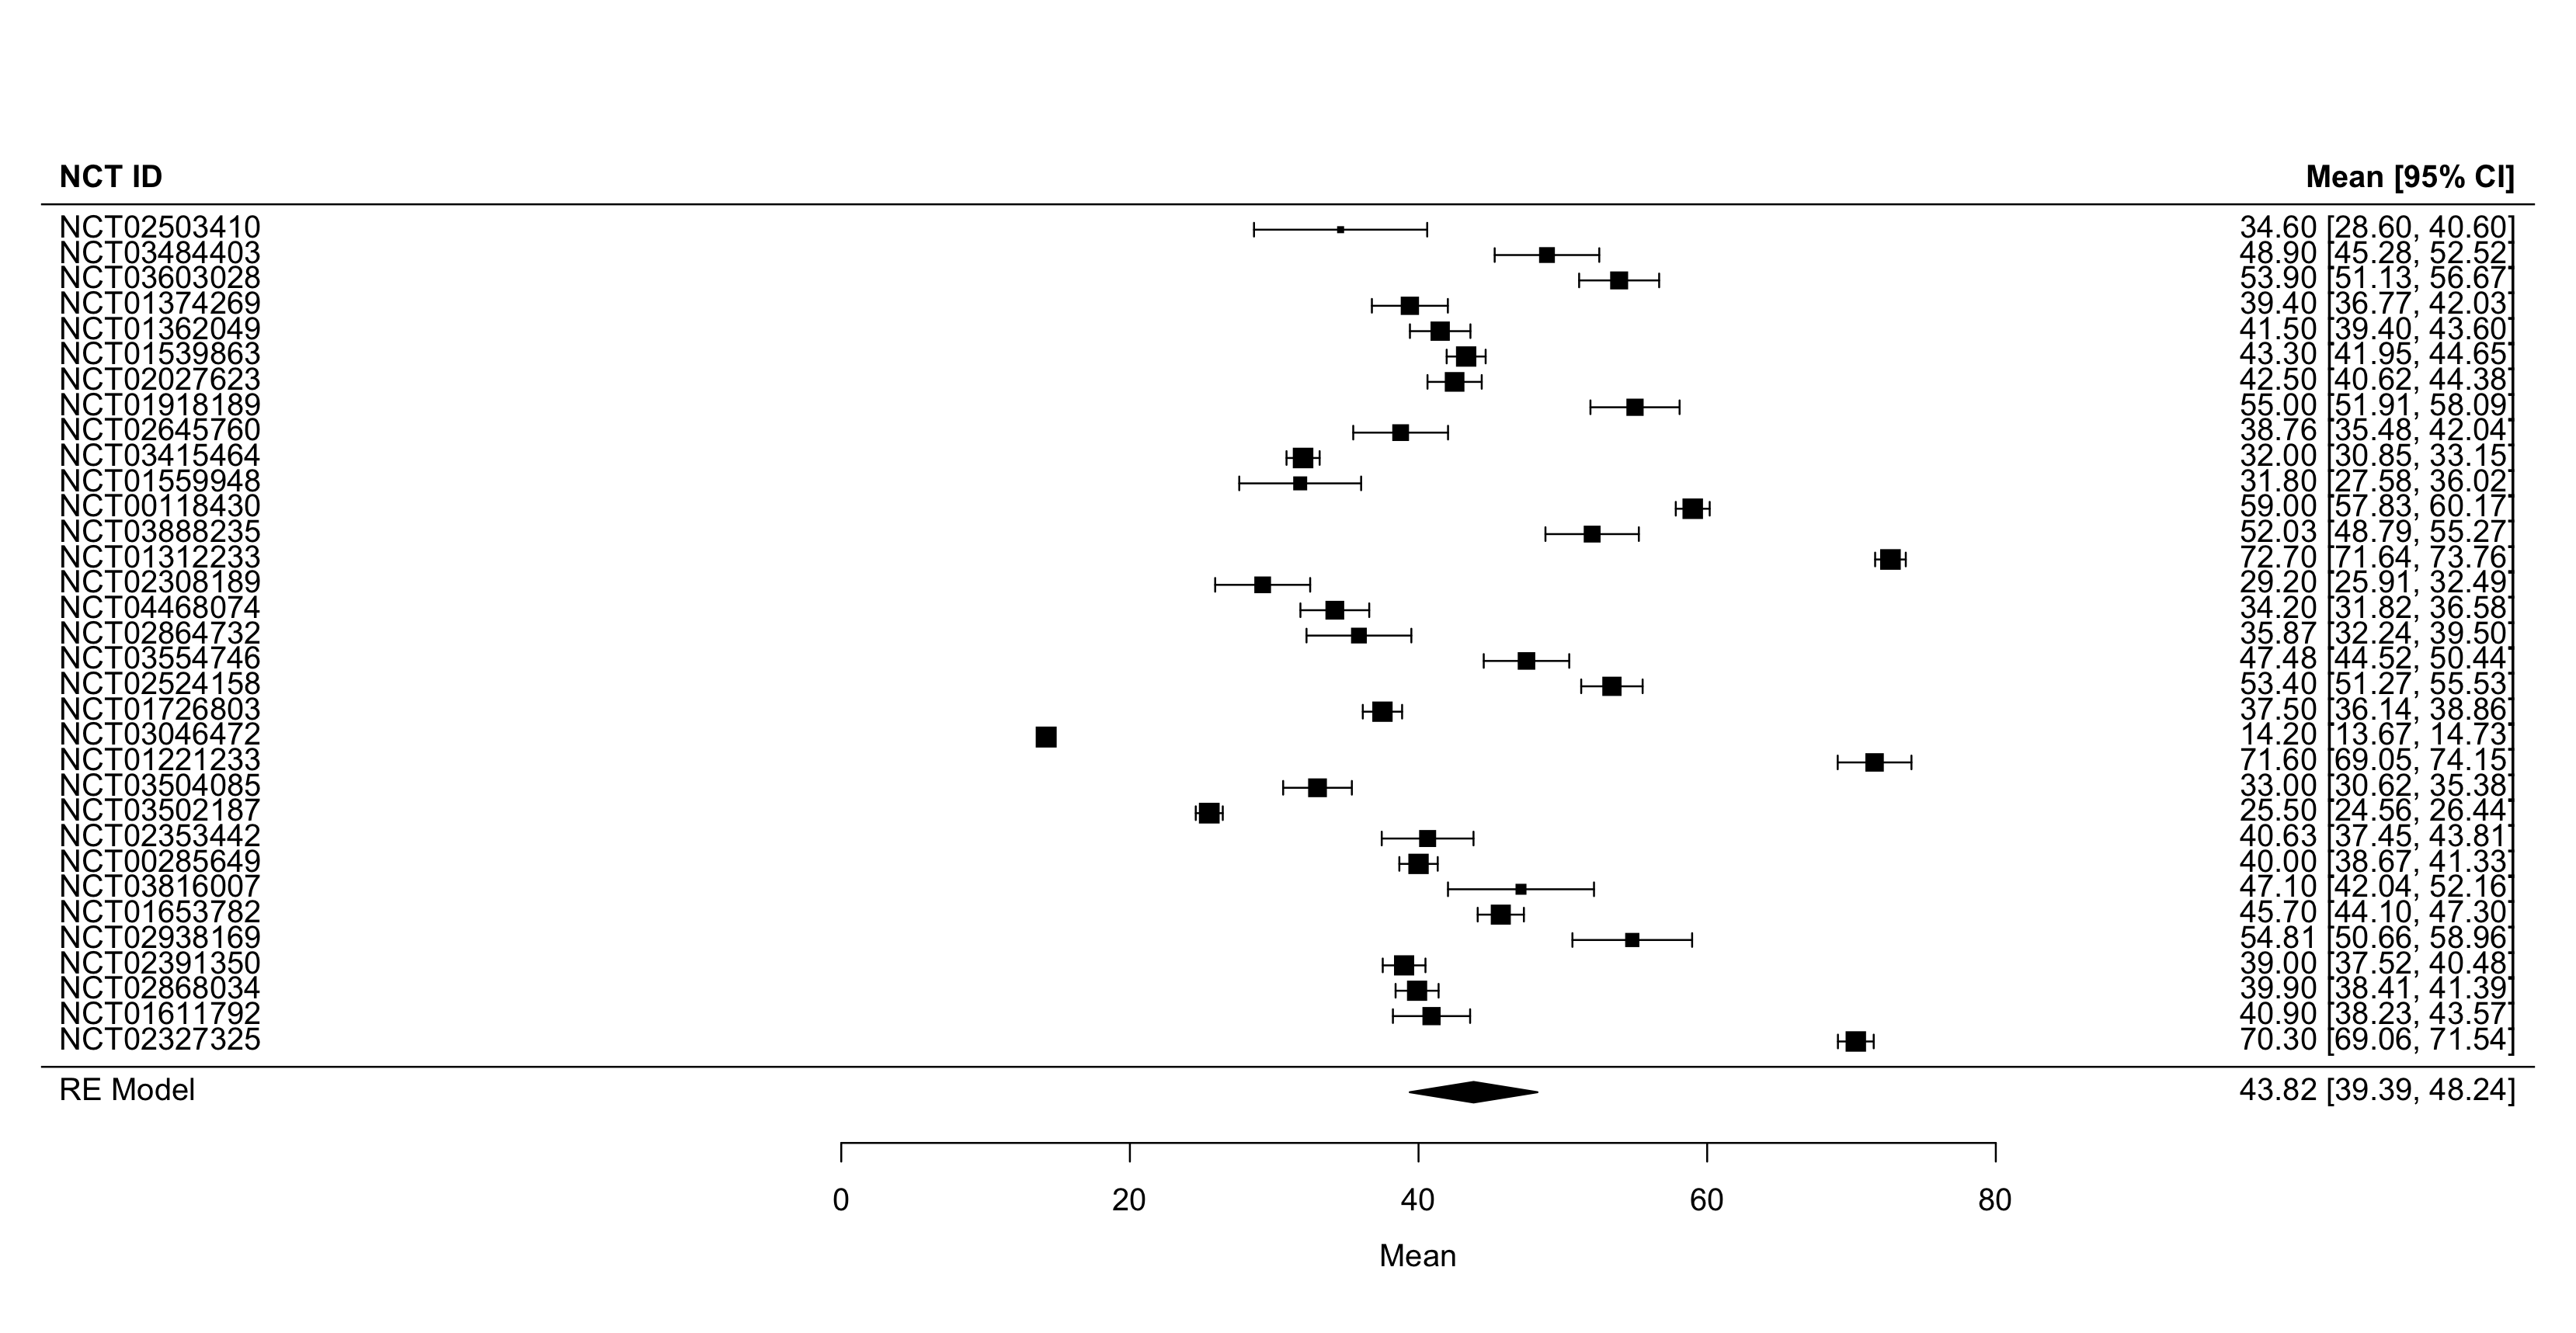 NCT ID Mean [95% CI]
NCT02503410 34.60 [28.60, 40.60]
NCT03484403 48.90 [45.28, 52.52]
NCT03603028 53.90 [51.13, 56.67]
NCT01374269 39.40 [36.77, 42.03]
NCT01362049 41.50 [39.40, 43.60]
NCT01539863 43.30 [41.95, 44.65]
NCT02027623 42.50 [40.62, 44.38]
NCT01918189 55.00 [51.91, 58.09]
NCT02645760 38.76 [35.48, 42.04]
NCT03415464 32.00 [30.85, 33.15]
NCT01559948 31.80 [27.58, 36.02]
NCT00118430 59.00 [57.83, 60.17]
NCT03888235 52.03 [48.79, 55.27]
NCT01312233 72.70 [71.64, 73.76]
NCT02308189 29.20 [25.91, 32.49]
NCT04468074 34.20 [31.82, 36.58]
NCT02864732 35.87 [32.24, 39.50]
NCT03554746 47.48 [44.52, 50.44]
NCT02524158 53.40 [51.27, 55.53]
NCT01726803 37.50 [36.14, 38.86]
NCT03046472 14.20 [13.67, 14.73]
NCT01221233 71.60 [69.05, 74.15]
NCT03504085 33.00 [30.62, 35.38]
NCT03502187 25.50 [24.56, 26.44]
NCT02353442 40.63 [37.45, 43.81]
NCT00285649 40.00 [38.67, 41.33]
NCT03816007 47.10 [42.04, 52.16]
NCT01653782 45.70 [44.10, 47.30]
NCT02938169 54.81 [50.66, 58.96]
NCT02391350 39.00 [37.52, 40.48]
NCT02868034 39.90 [38.41, 41.39]
NCT01611792 40.90 [38.23, 43.57]
NCT02327325 70.30 [69.06, 71.54]
RE Model 43.82 [39.39, 48.24]
0 20 40 60 80
Mean